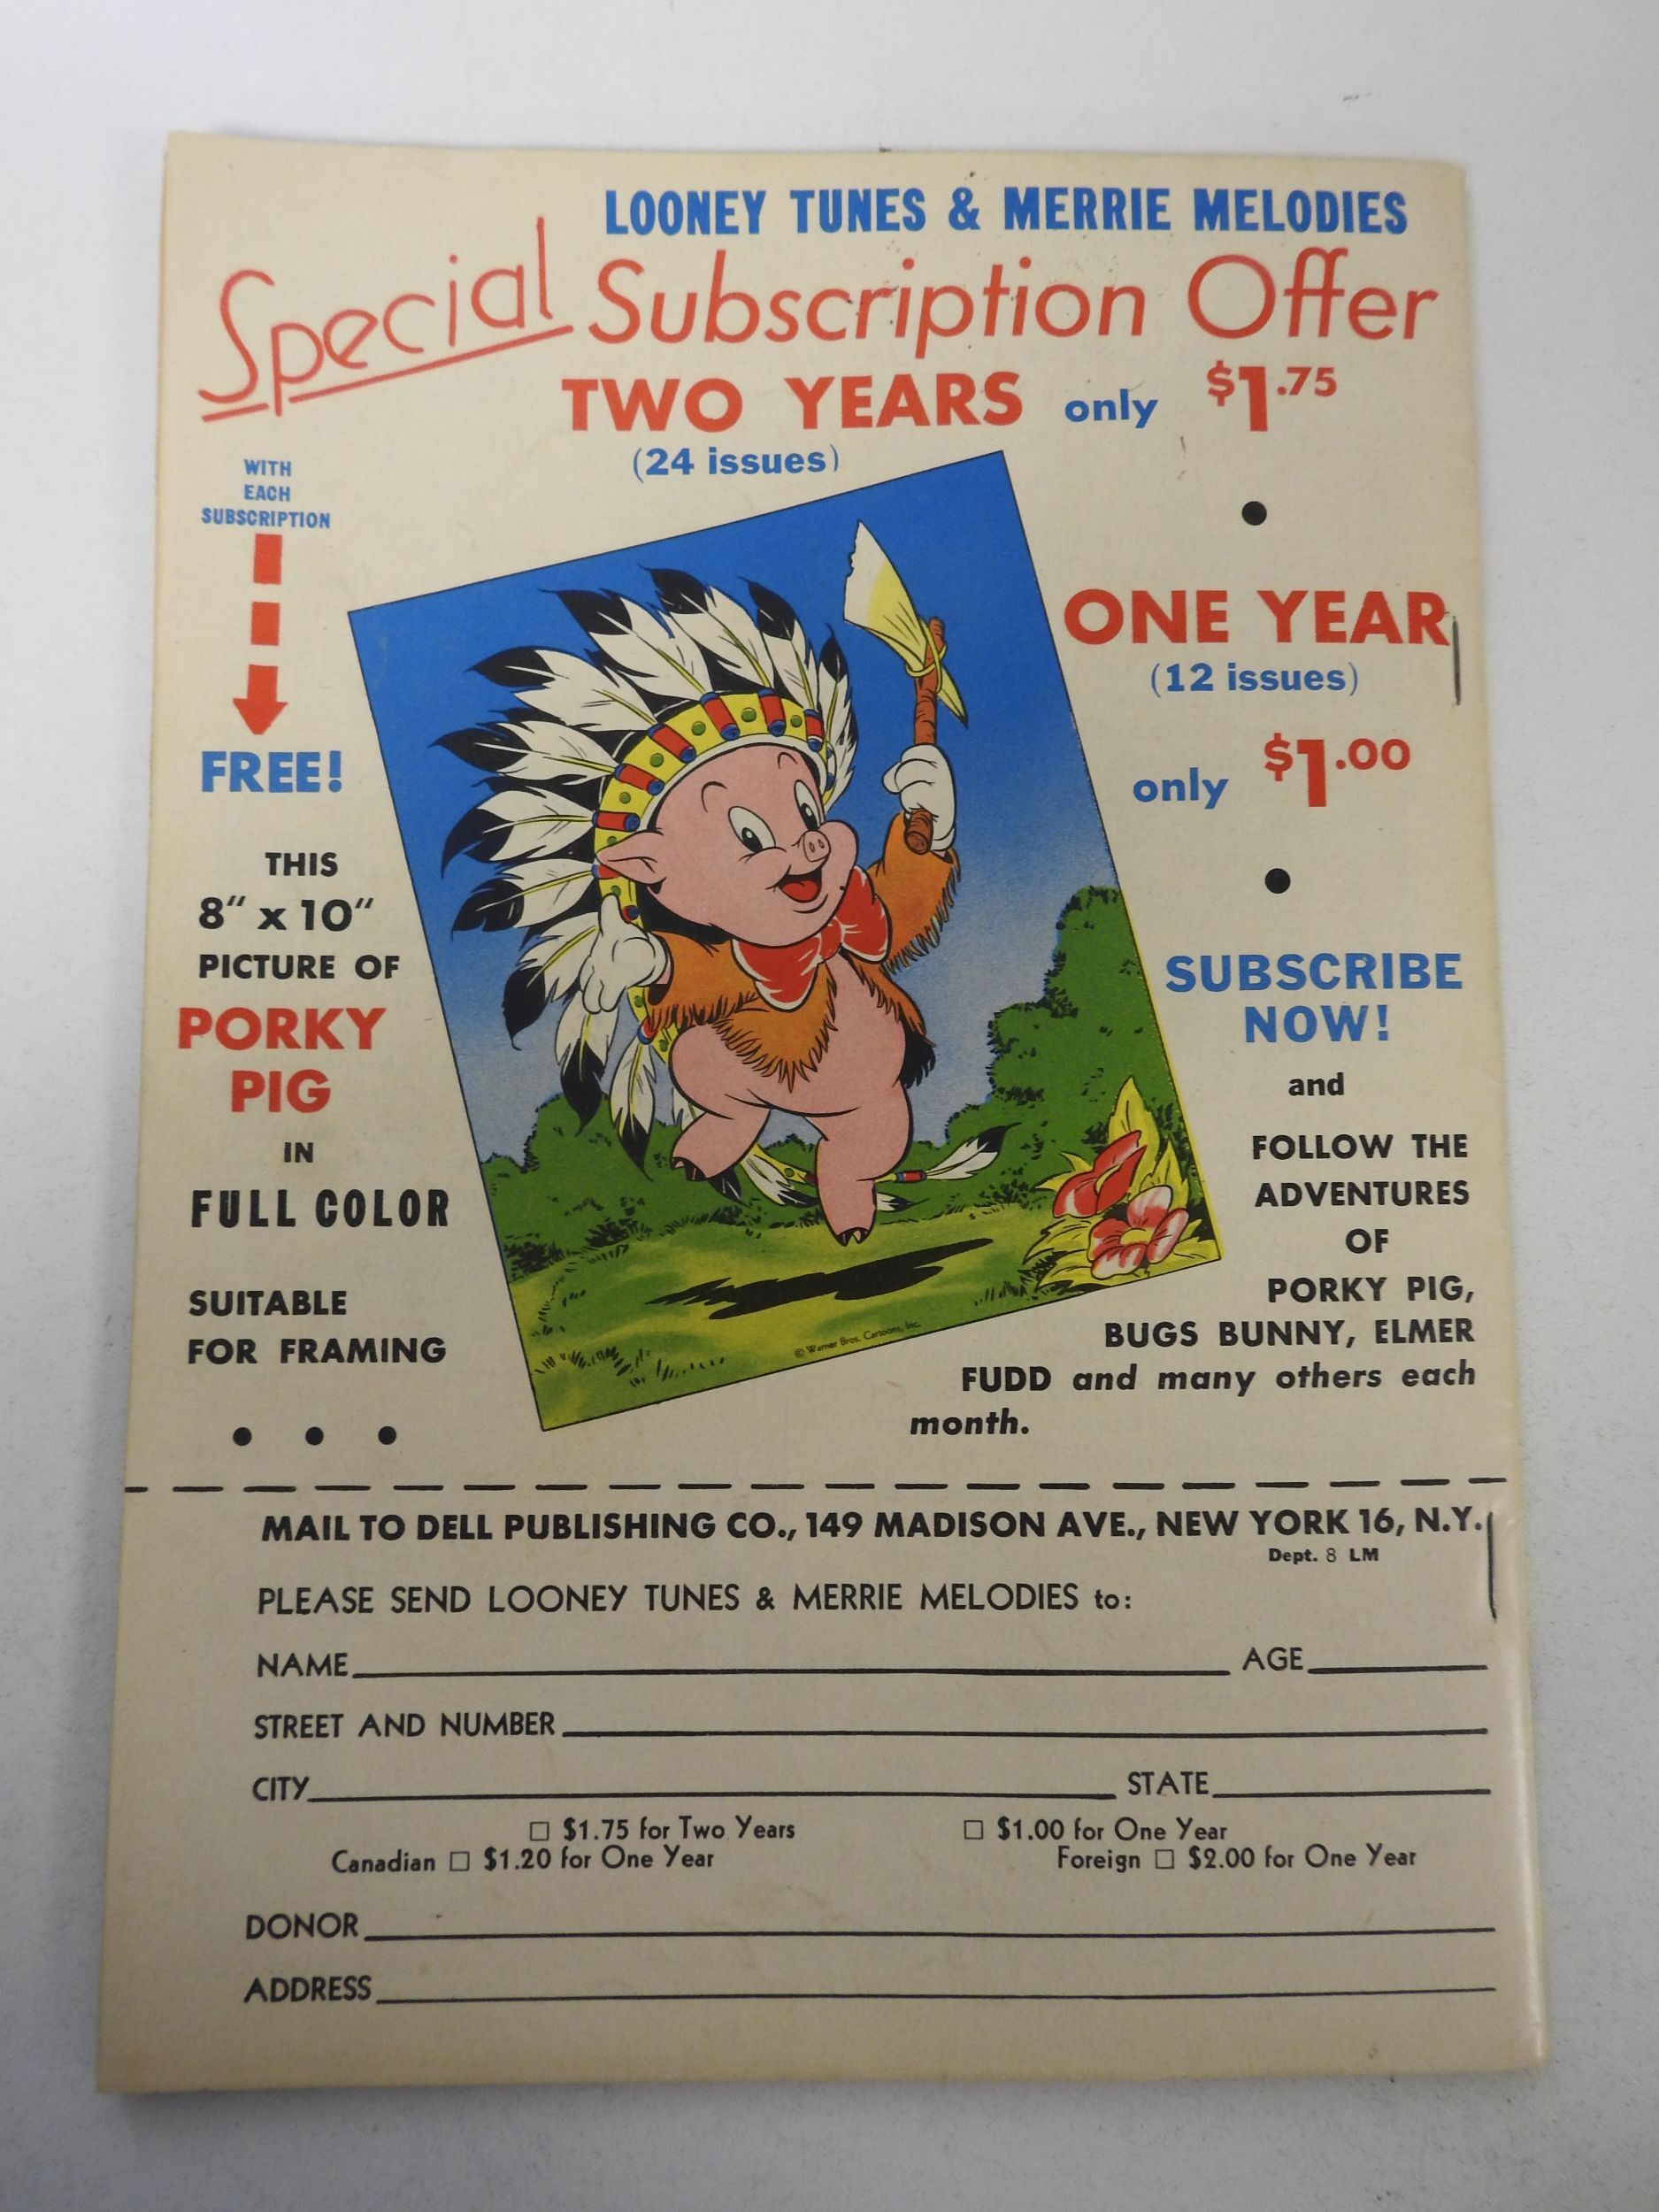 LOONEY TUNES & MERRIE MELODIES
Special Subscription Offer
TWO YEARS only $1.75
(24 issues)
WITH
EACH
SUBSCRIPTION
FREE!
THIS
8" x 10"
PICTURE OF
PORKY
PIG
IN
FULL COLOR
SUITABLE
FOR FRAMING
© Warner Bros. Cartoons, Inc.
ONE YEAR
(12 issues)
only $1.00
SUBSCRIBE
NOW!
and
FOLLOW THE
ADVENTURES
OF
PORKY PIG,
BUGS BUNNY, ELMER
FUDD and many others each
month.
MAIL TO DELL PUBLISHING CO., 149 MADISON AVE., NEW YORK 16, N.Y.
Dept. 8 LM
PLEASE SEND LOONEY TUNES & MERRIE MELODIES to:
NAME AGE
STREET AND NUMBER
CITY STATE
$1.75 for Two Years $1.00 for One Year
Canadian $1.20 for One Year Foreign $2.00 for One Year
DONOR
ADDRESS